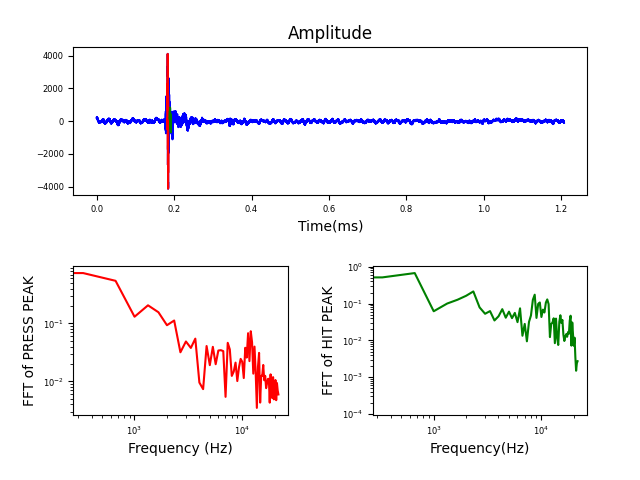 Amplitude
4000
2000
0
−2000
−4000
0.0 0.2 0.4 0.6 0.8 1.0 1.2
Time(ms)
FFT of PRESS PEAK
10⁻¹
10⁻²
10³ 10⁴
Frequency (Hz)
FFT of HIT PEAK
10⁰
10⁻¹
10⁻²
10⁻³
10⁻⁴
10³ 10⁴
Frequency(Hz)